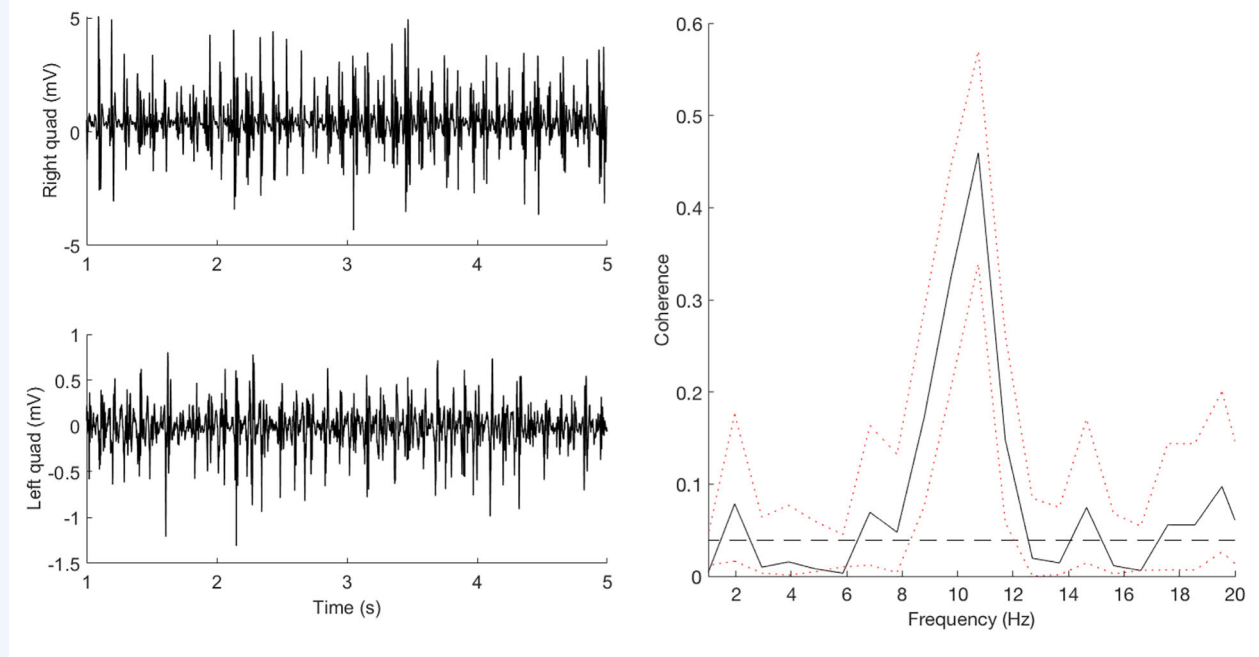 Right quad (mV)
5
0
-5
1 2 3 4 5
Left quad (mV)
1
0.5
0
-0.5
-1
-1.5
1 2 3 4 5
Time (s)
Coherence
0.6
0.5
0.4
0.3
0.2
0.1
0
2 4 6 8 10 12 14 16 18 20
Frequency (Hz)